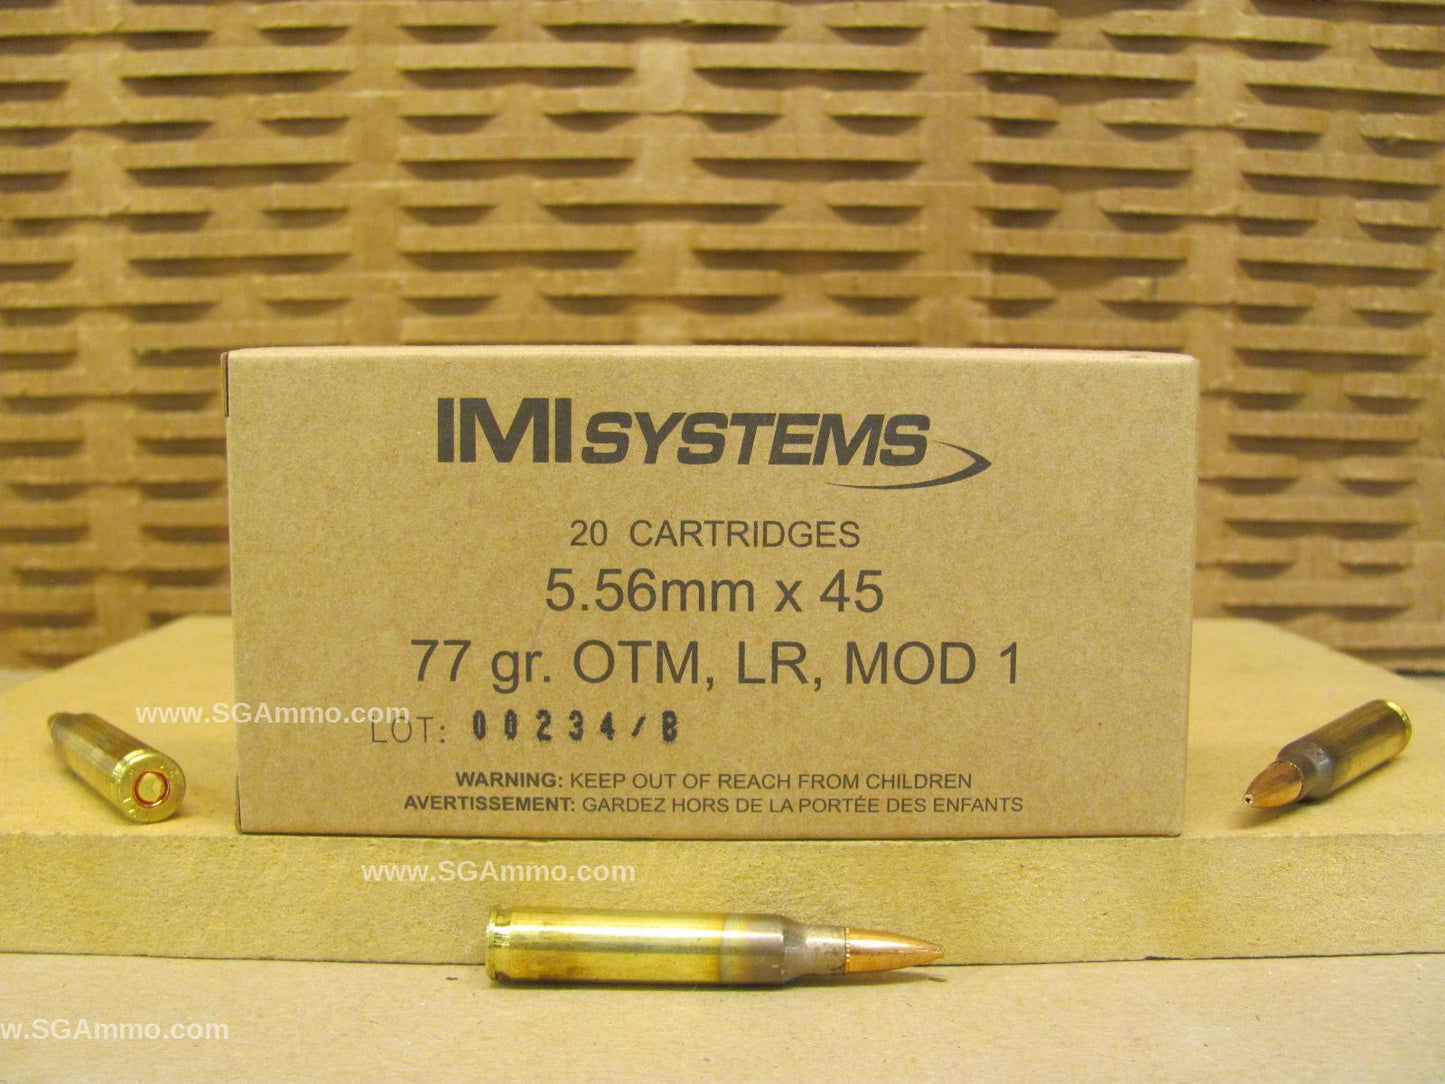 IMI SYSTEMS
20 CARTRIDGES
5.56mm x 45
77 gr. OTM, LR, MOD 1
www.SGAmmo.com
LOT: 00234/B
WARNING: KEEP OUT OF REACH FROM CHILDREN
AVERTISSEMENT: GARDEZ HORS DE LA PORTÉE DES ENFANTS
www.SGAmmo.com
w.SGAmmo.com